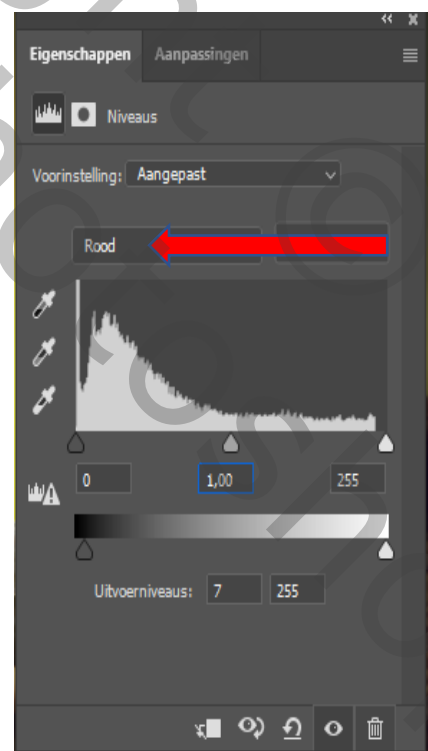 Eigenschappen Aanpassingen
Niveaus
Voorinstelling: Aangepast
Rood
0 1,00 255
Uitvoerniveaus: 7 255